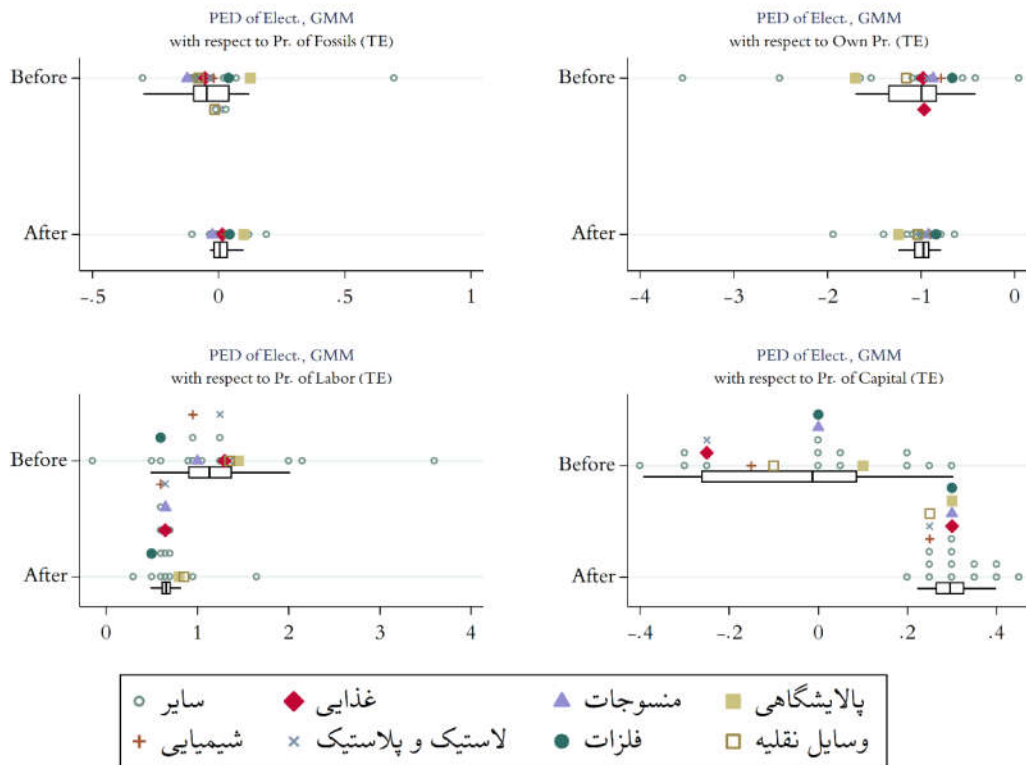 PED of Elect., GMM
with respect to Pr. of Fossils (TE)
Before
After
-.5 0 .5 1
PED of Elect., GMM
with respect to Own Pr. (TE)
Before
After
-4 -3 -2 -1 0
PED of Elect., GMM
with respect to Pr. of Labor (TE)
Before
After
0 1 2 3 4
PED of Elect., GMM
with respect to Pr. of Capital (TE)
Before
After
-.4 -.2 0 .2 .4
سایر
غذایی
منسوجات
پالایشگاهی
شیمیایی
لاستیک و پلاستیک
فلزات
وسایل نقلیه